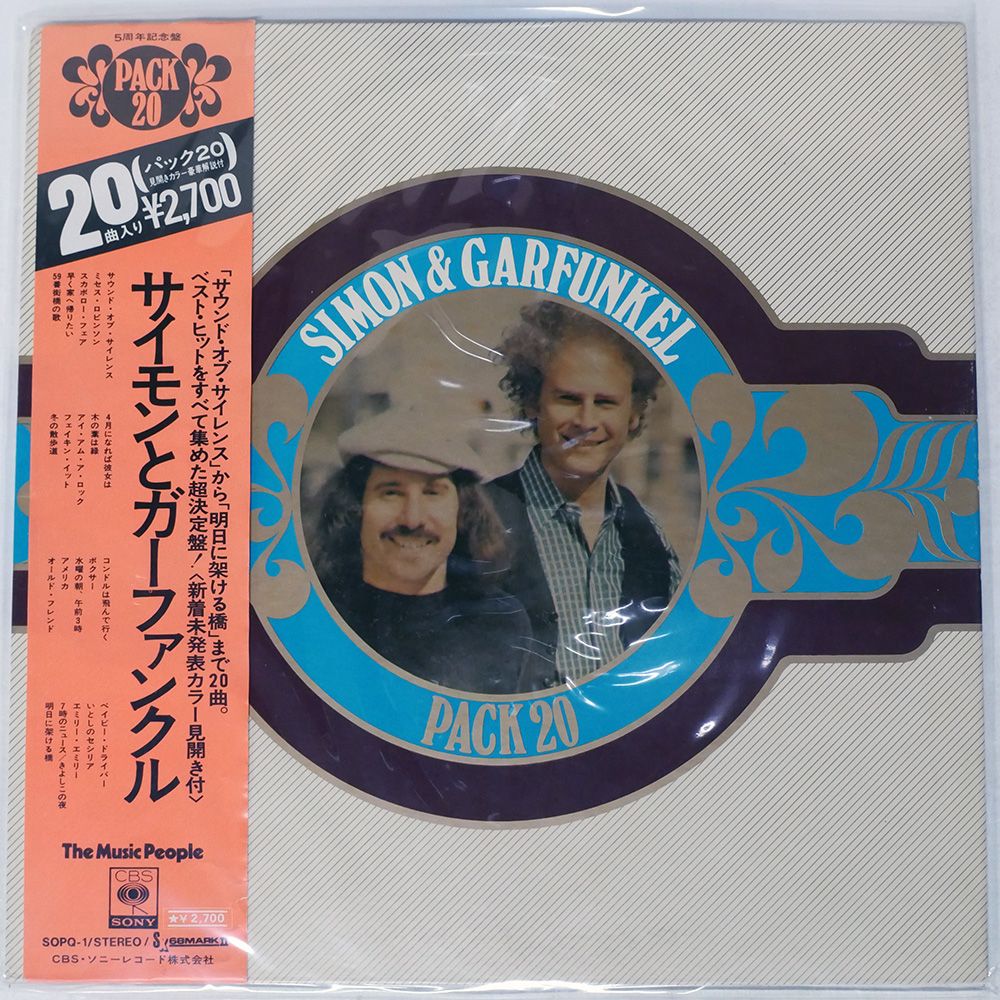 5周年記念盤
PACK
20
20
曲入り
(パック20)
見開きカラー豪華解説付
¥2,700
「サウンド・オブ・サイレンス」から「明日に架ける橋」まで20曲。
ベスト・ヒットをすべて集めた超決定盤!〈新着未発表カラー見開き付〉
サイモンとガーファンクル
サウンド・オブ・サイレンス
ミセス・ロビンソン
スカボロー・フェア
早く家へ帰りたい
59番街橋の歌
4月になれば彼女は
木の葉は緑
アイ・アム・ア・ロック
フェイキン・イット
冬の散歩道
コンドルは飛んで行く
ボクサー
水曜の朝、午前3時
アメリカ
オールド・フレンド
ベイビー・ドライバー
いとしのセシリア
エミリー・エミリー
7時のニュース/きよしこの夜
明日に架ける橋
The Music People
CBS
SONY
★¥2,700
SOPQ-1/STEREO/SX68MARKⅡ
CBS・ソニーレコード株式会社
SIMON & GARFUNKEL
PACK 20